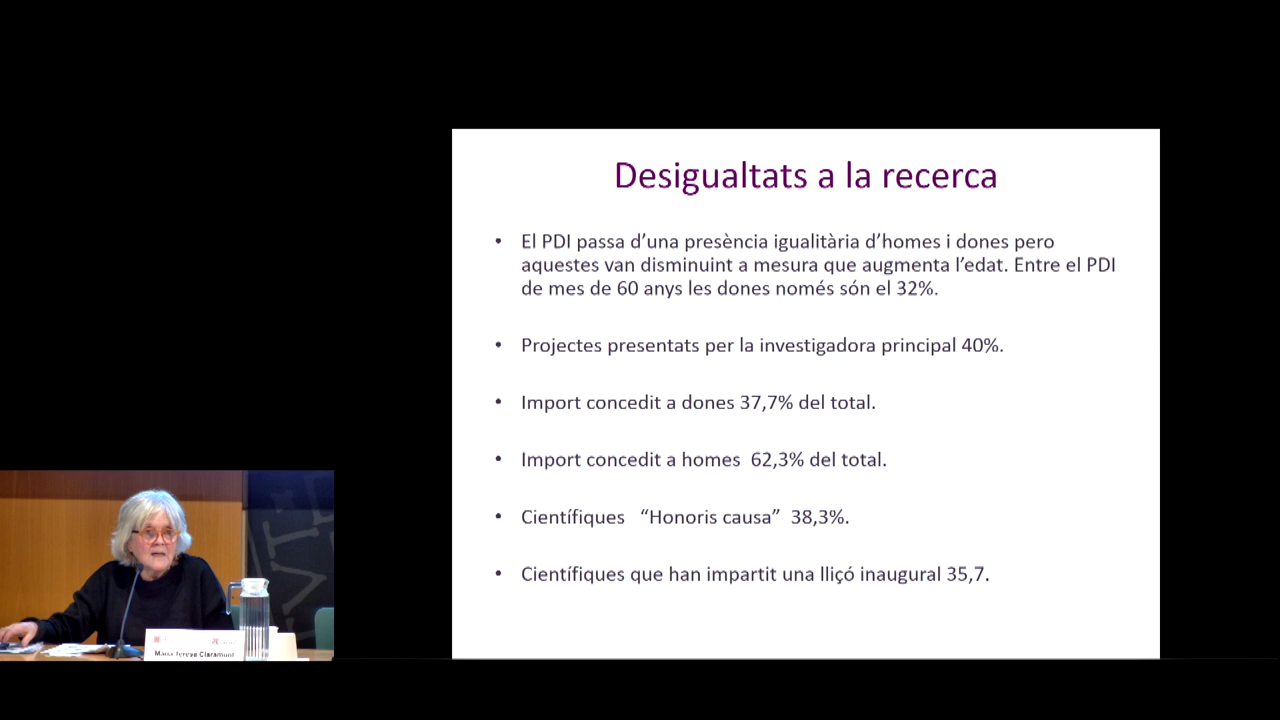 Desigualtats a la recerca
• El PDI passa d’una presència igualitària d’homes i dones pero
aquestes van disminuint a mesura que augmenta l’edat. Entre el PDI
de mes de 60 anys les dones només són el 32%.
• Projectes presentats per la investigadora principal 40%.
• Import concedit a dones 37,7% del total.
• Import concedit a homes 62,3% del total.
• Científiques “Honoris causa” 38,3%.
• Científiques que han impartit una lliçó inaugural 35,7.
Maria Teresa Claramunt